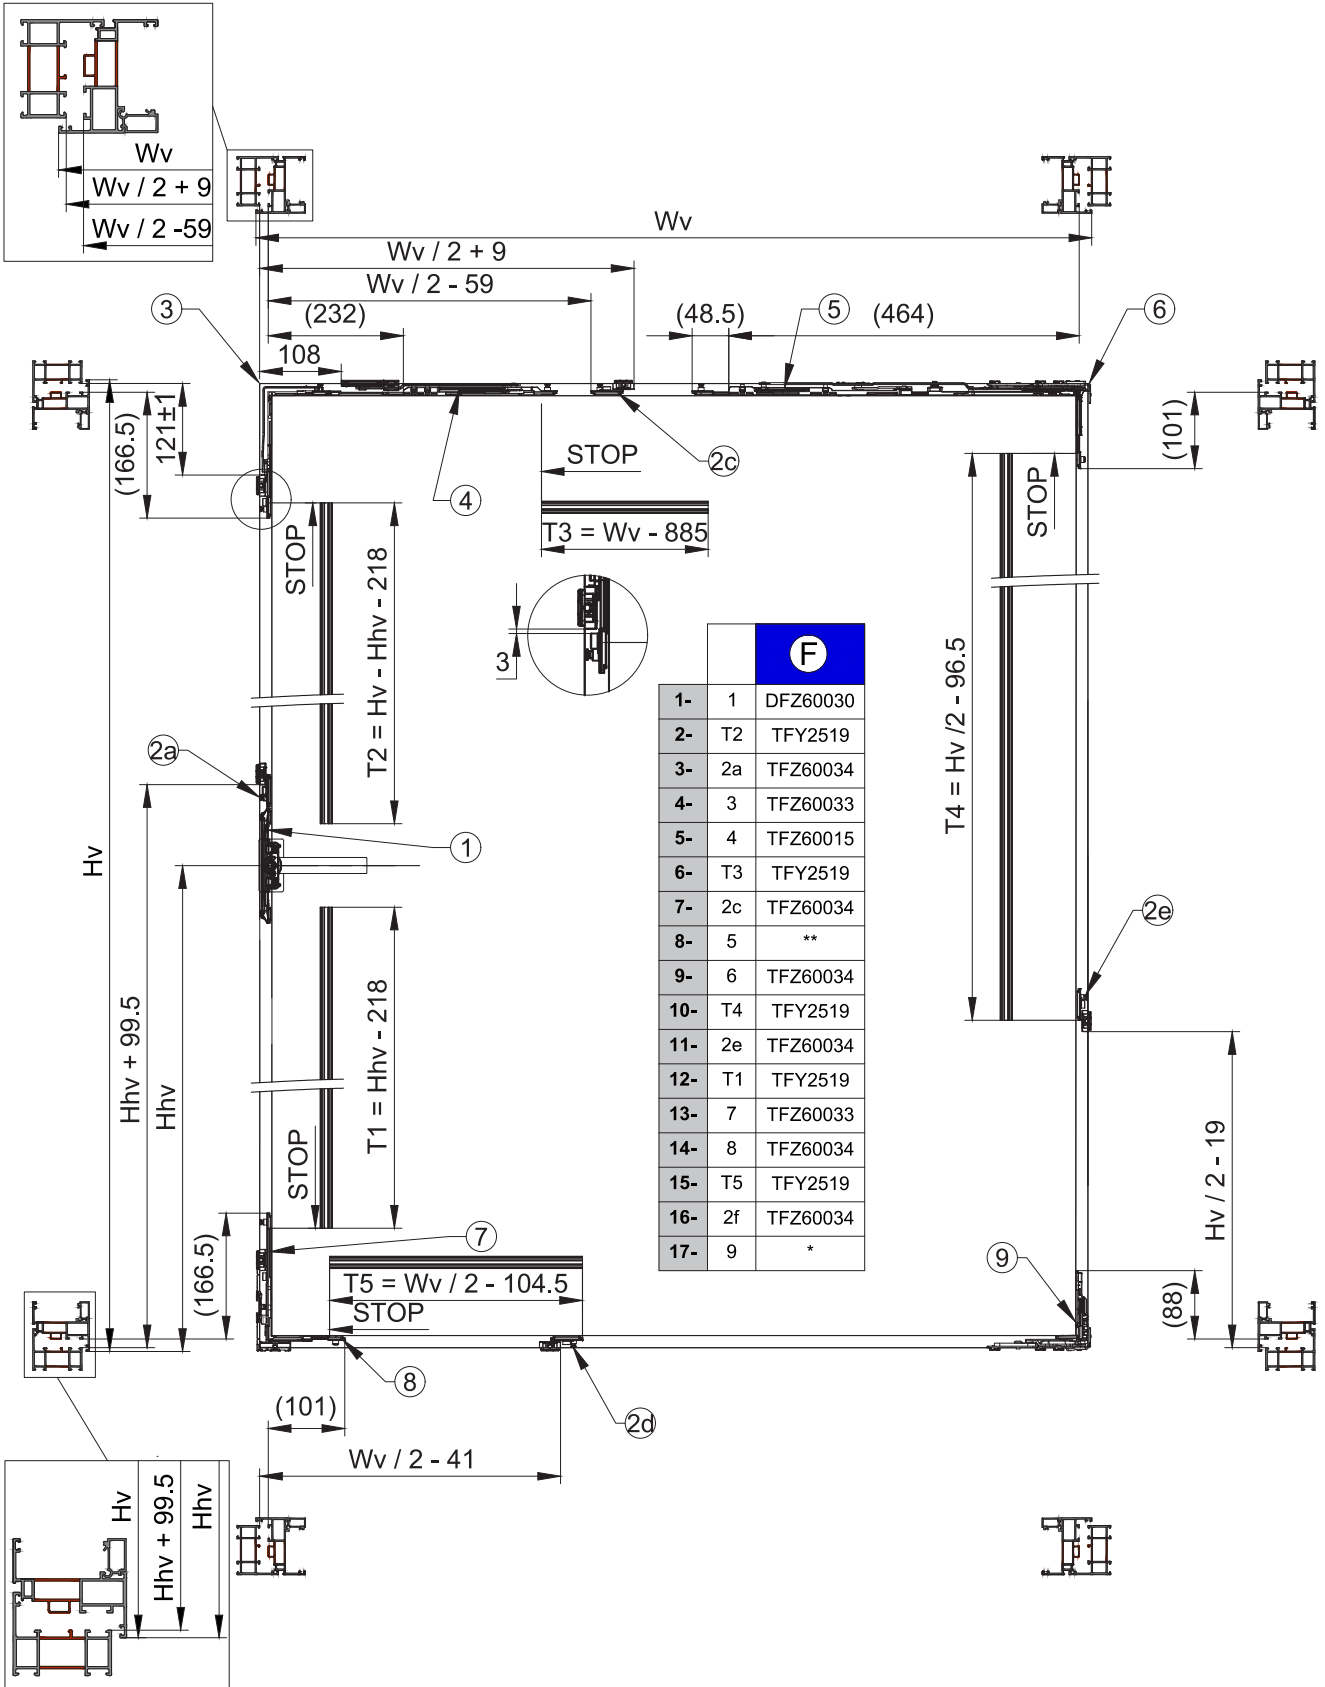 Wv
Wv / 2 + 9
Wv / 2 -59
Wv
Wv / 2 + 9
Wv / 2 - 59
(232)
(48.5)
(464)
108
3
5
6
(166.5)
121±1
(101)
STOP
2c
4
STOP
STOP
T3 = Wv - 885
T2 = Hv - Hhv - 218
3
T4 = Hv /2 - 96.5
F
1- 1 DFZ60030
2- T2 TFY2519
3- 2a TFZ60034
4- 3 TFZ60033
5- 4 TFZ60015
6- T3 TFY2519
7- 2c TFZ60034
8- 5 **
9- 6 TFZ60034
10- T4 TFY2519
11- 2e TFZ60034
12- T1 TFY2519
13- 7 TFZ60033
14- 8 TFZ60034
15- T5 TFY2519
16- 2f TFZ60034
17- 9 *
2a
1
Hv
Hhv + 99.5
Hhv
2e
T1 = Hhv - 218
STOP
Hv / 2 - 19
(166.5)
7
9
(88)
T5 = Wv / 2 - 104.5
STOP
8
(101)
2d
Wv / 2 - 41
Hv
Hhv + 99.5
Hhv